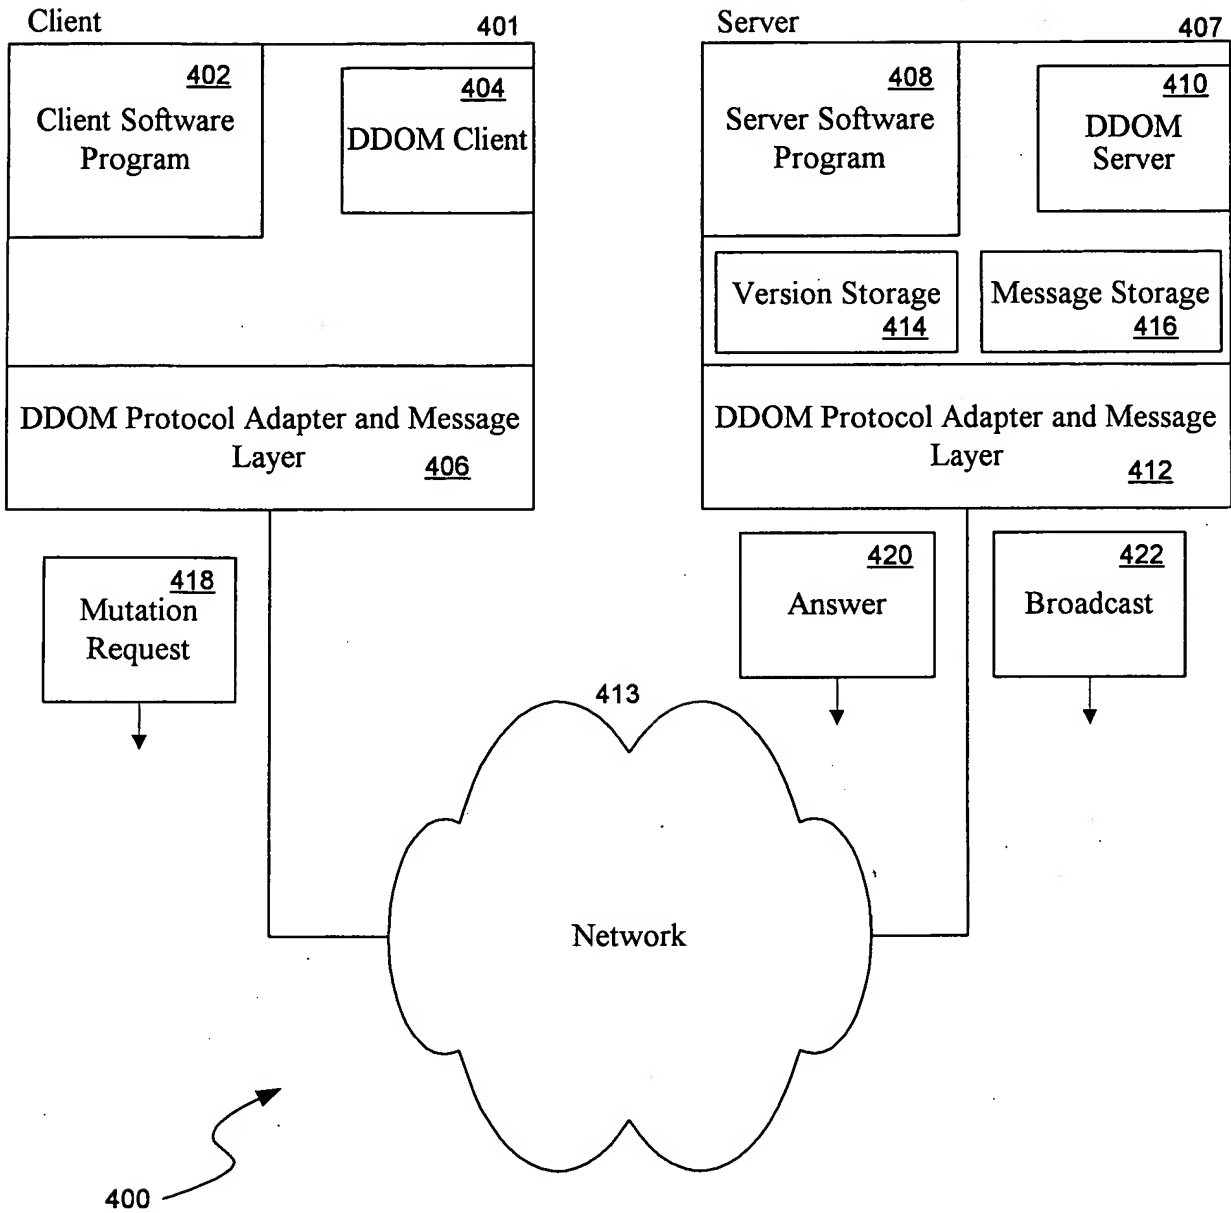 Client
401
402
Client Software
Program
404
DDOM Client
DDOM Protocol Adapter and Message
Layer
406
Server
407
408
Server Software
Program
410
DDOM
Server
Version Storage
414
Message Storage
416
DDOM Protocol Adapter and Message
Layer
412
418
Mutation
Request
420
Answer
422
Broadcast
413
Network
400